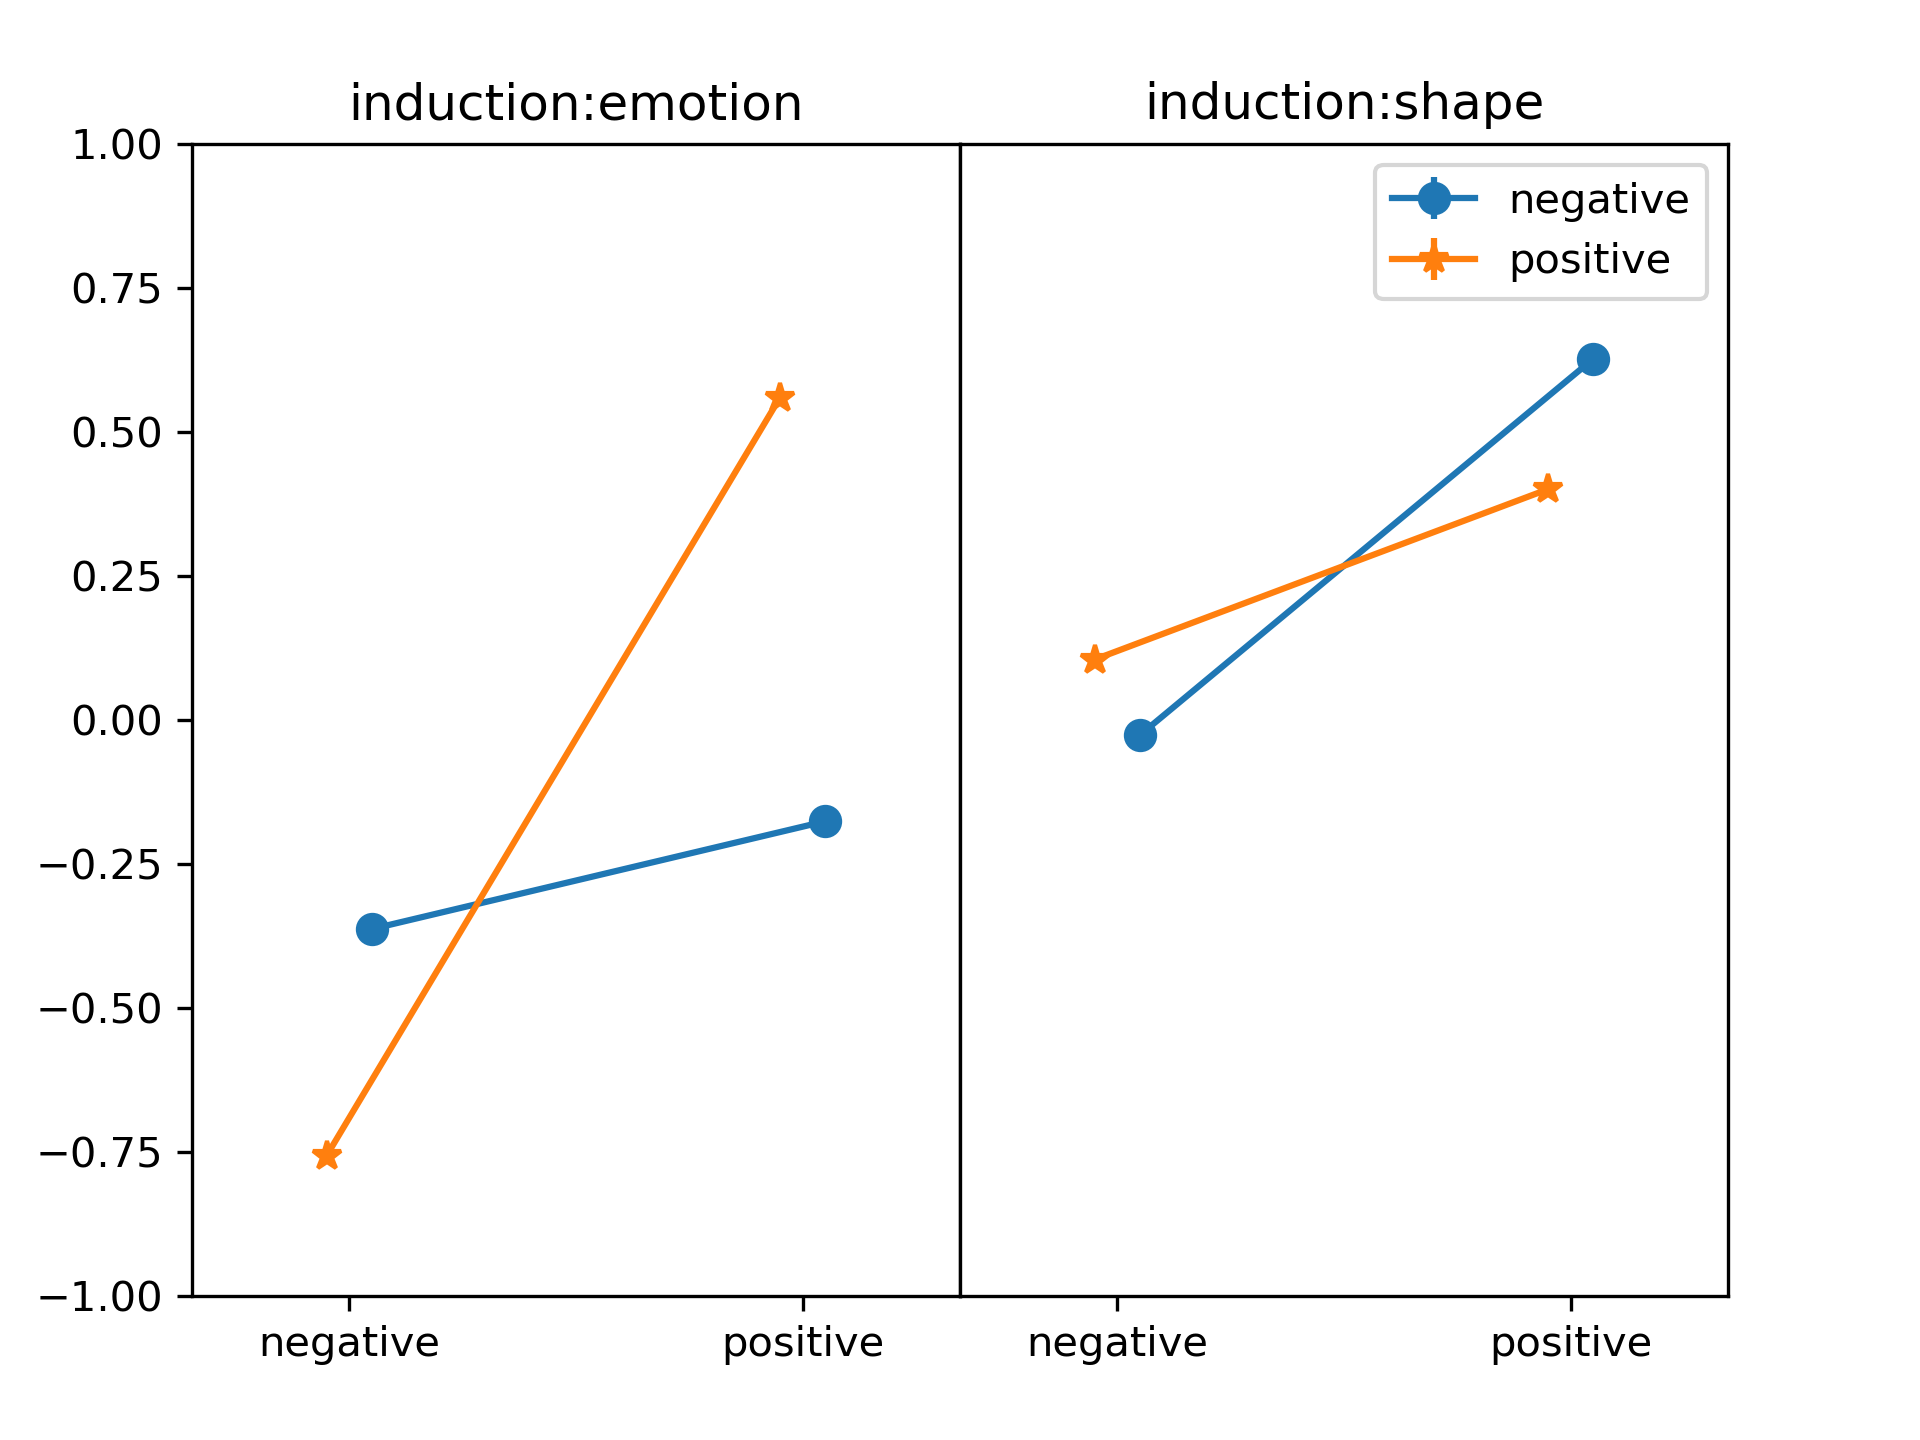 induction:emotion
induction:shape
1.00
0.75
0.50
0.25
0.00
−0.25
−0.50
−0.75
−1.00
negative
positive
negative
positive
negative
positive